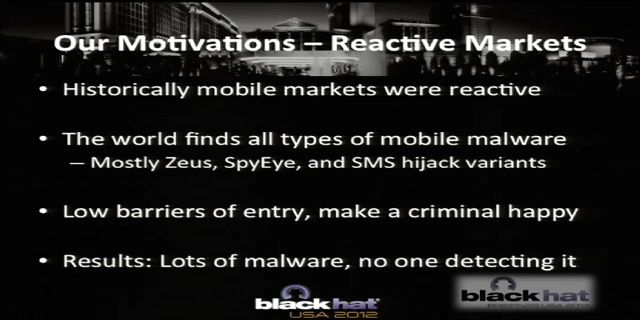 Our Motivations – Reactive Markets
• Historically mobile markets were reactive
• The world finds all types of mobile malware
– Mostly Zeus, SpyEye, and SMS hijack variants
• Low barriers of entry, make a criminal happy
• Results: Lots of malware, no one detecting it
black hat
USA 2012
black hat